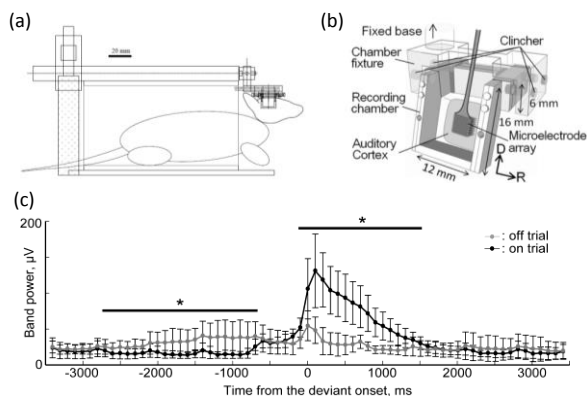 (a)
25 mm
(b)
Fixed base
Clincher
Chamber
fixture
6 mm
Recording
chamber
16 mm
Microelectrode
array
Auditory
Cortex
D
R
12 mm
(c)
200
*
*
: off trial
: on trial
Band power, μV
0
-3000
-2000
-1000
0
1000
2000
3000
Time from the deviant onset, ms